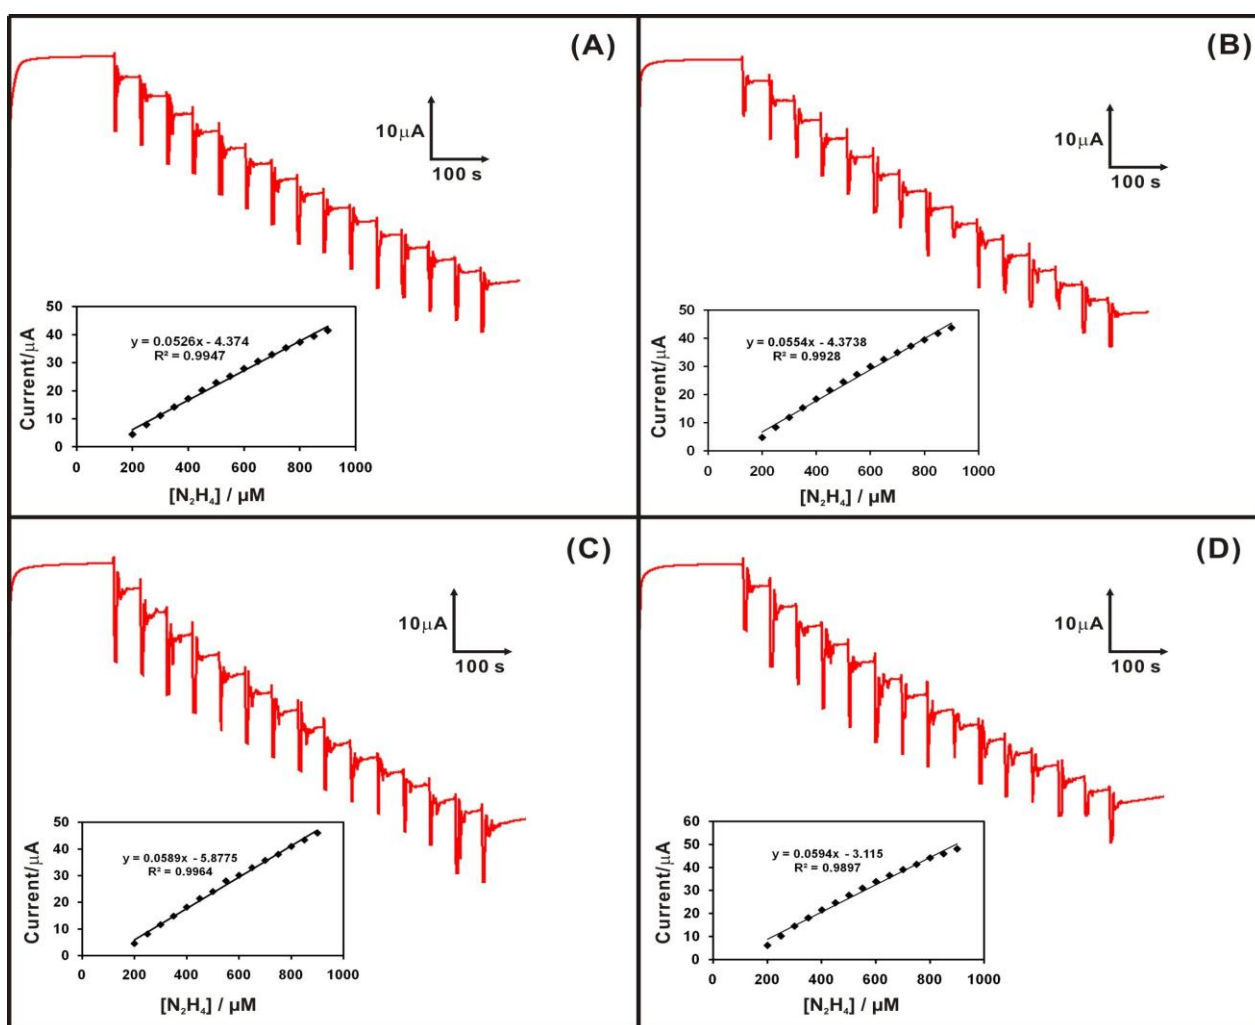 (A)
10μA
100 s
50
40
30
20
10
0
y = 0.0526x - 4.374
R² = 0.9947
Current/μA
0 200 400 600 800 1000
[N₂H₄] / μM
(B)
10μA
100 s
50
40
30
20
10
0
y = 0.0554x - 4.3738
R² = 0.9928
Current/μA
0 200 400 600 800 1000
[N₂H₄] / μM
(C)
10μA
100 s
50
40
30
20
10
0
y = 0.0589x - 5.8775
R² = 0.9964
Current/μA
0 200 400 600 800 1000
[N₂H₄] / μM
(D)
10μA
100 s
60
50
40
30
20
10
0
y = 0.0594x - 3.115
R² = 0.9897
Current/μA
0 200 400 600 800 1000
[N₂H₄] / μM